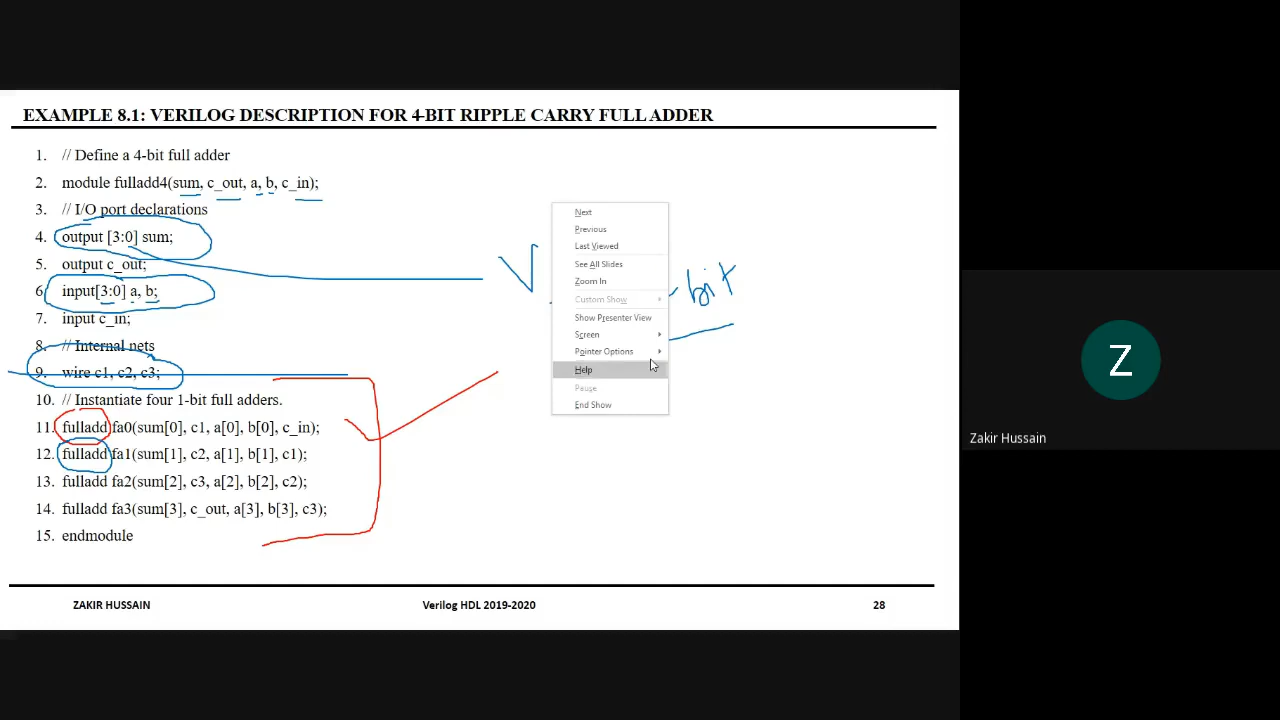 EXAMPLE 8.1: VERILOG DESCRIPTION FOR 4-BIT RIPPLE CARRY FULL ADDER
1. // Define a 4-bit full adder
2. module fulladd4(sum, c_out, a, b, c_in);
3. // I/O port declarations
4. output [3:0] sum;
5. output c_out;
6. input[3:0] a, b;
7. input c_in;
8. // Internal nets
9. wire c1, c2, c3;
10. // Instantiate four 1-bit full adders.
11. fulladd fa0(sum[0], c1, a[0], b[0], c_in);
12. fulladd fa1(sum[1], c2, a[1], b[1], c1);
13. fulladd fa2(sum[2], c3, a[2], b[2], c2);
14. fulladd fa3(sum[3], c_out, a[3], b[3], c3);
15. endmodule
V
-bit
Next
Previous
Last Viewed
See All Slides
Zoom In
Custom Show
Show Presenter View
Screen
Pointer Options
Help
Pause
End Show
ZAKIR HUSSAIN Verilog HDL 2019-2020 28
Z
Zakir Hussain